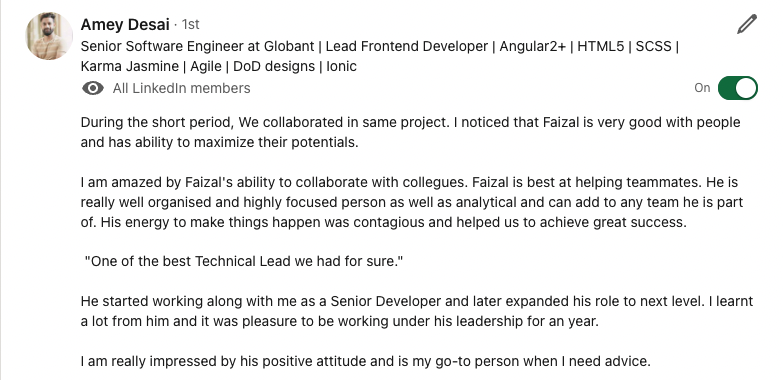 Amey Desai · 1st
Senior Software Engineer at Globant | Lead Frontend Developer | Angular2+ | HTML5 | SCSS |
Karma Jasmine | Agile | DoD designs | Ionic
All LinkedIn members
On
During the short period, We collaborated in same project. I noticed that Faizal is very good with people
and has ability to maximize their potentials.
I am amazed by Faizal's ability to collaborate with collegues. Faizal is best at helping teammates. He is
really well organised and highly focused person as well as analytical and can add to any team he is part
of. His energy to make things happen was contagious and helped us to achieve great success.
"One of the best Technical Lead we had for sure."
He started working along with me as a Senior Developer and later expanded his role to next level. I learnt
a lot from him and it was pleasure to be working under his leadership for an year.
I am really impressed by his positive attitude and is my go-to person when I need advice.